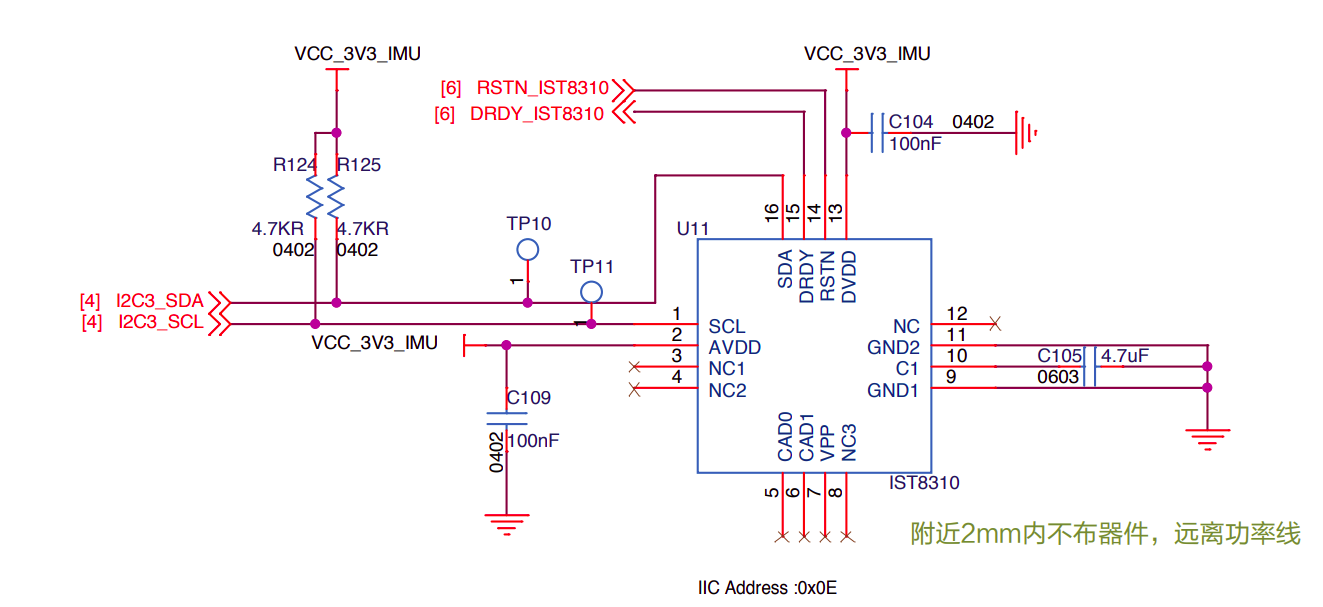 VCC_3V3_IMU
VCC_3V3_IMU
[6] RSTN_IST8310
[6] DRDY_IST8310
C104 0402
100nF
R124 R125
4.7KR 4.7KR
0402 0402
TP10
1
TP11
1
U11
16 15 14 13
SDA DRDY RSTN DVDD
[4] I2C3_SDA
[4] I2C3_SCL
VCC_3V3_IMU
1 SCL
2 AVDD
3 NC1
4 NC2
NC 12
GND2 11
C1 10
GND1 9
C105 4.7uF
0603
C109
100nF
0402
CAD0 CAD1 VPP NC3
5 6 7 8
IST8310
附近2mm内不布器件，远离功率线
IIC Address :0x0E